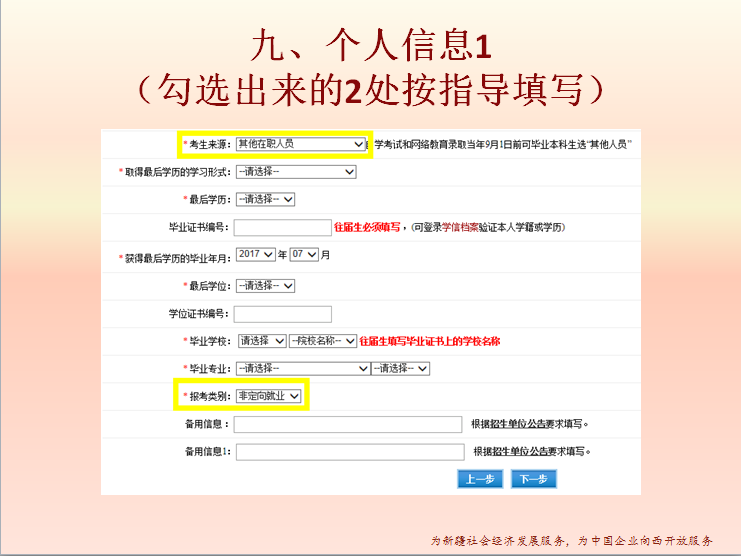 九、个人信息1
（勾选出来的2处按指导填写）
*考生来源： 其他在职人员 学考试和网络教育录取当年9月1日前可毕业本科生选“其他人员”
*取得最后学历的学习形式： --请选择--
*最后学历： --请选择--
毕业证书编号： 往届生必须填写，(可登录学信档案验证本人学籍或学历)
*获得最后学历的毕业年月： 2017 年 07 月
*最后学位： --请选择--
学位证书编号：
*毕业学校： 请选择 --院校名称-- 往届生填写毕业证书上的学校名称
*毕业专业： --请选择-- --请选择--
*报考类别： 非定向就业
备用信息： 根据招生单位公告要求填写。
备用信息1： 根据招生单位公告要求填写。
上一步 下一步
为新疆社会经济发展服务，为中国企业向西开放服务